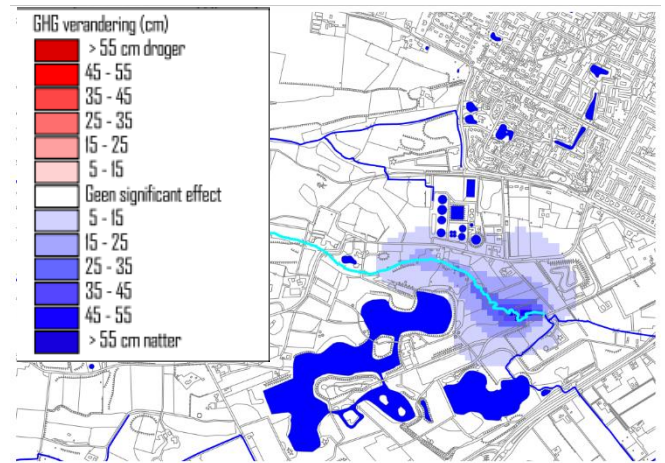 GHG verandering (cm)
> 55 cm droger
45 - 55
35 - 45
25 - 35
15 - 25
5 - 15
Geen significant effect
5 - 15
15 - 25
25 - 35
35 - 45
45 - 55
> 55 cm natter